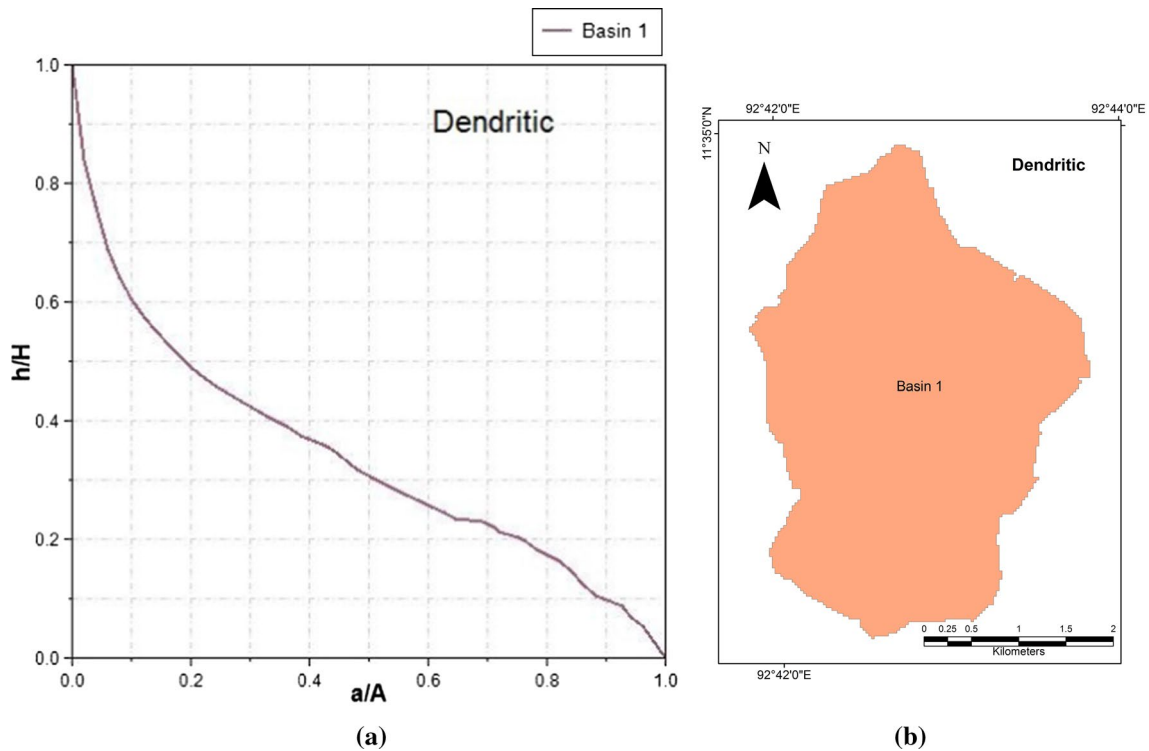 Basin 1
Dendritic
1.0
0.8
0.6
0.4
0.2
0.0
h/H
0.0 0.2 0.4 0.6 0.8 1.0
a/A
(a)
92°42'0"E 92°44'0"E
11°35'0"N
N
Dendritic
Basin 1
0 0.25 0.5 1 1.5 2
Kilometers
92°42'0"E
(b)